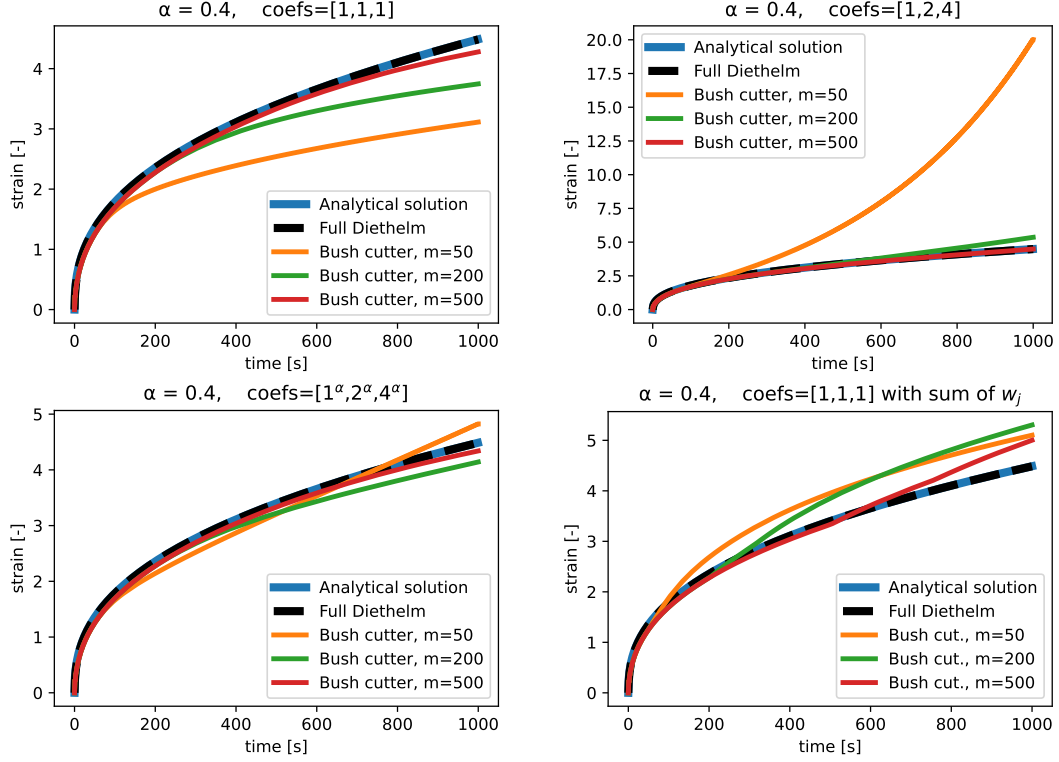 α = 0.4, coefs=[1,1,1]
strain [-]
4
3
2
1
0
Analytical solution
Full Diethelm
Bush cutter, m=50
Bush cutter, m=200
Bush cutter, m=500
0 200 400 600 800 1000
time [s]
α = 0.4, coefs=[1,2,4]
strain [-]
20.0
17.5
15.0
12.5
10.0
7.5
5.0
2.5
0.0
Analytical solution
Full Diethelm
Bush cutter, m=50
Bush cutter, m=200
Bush cutter, m=500
0 200 400 600 800 1000
time [s]
α = 0.4, coefs=[1^α,2^α,4^α]
strain [-]
5
4
3
2
1
0
Analytical solution
Full Diethelm
Bush cutter, m=50
Bush cutter, m=200
Bush cutter, m=500
0 200 400 600 800 1000
time [s]
α = 0.4, coefs=[1,1,1] with sum of w_j
strain [-]
5
4
3
2
1
0
Analytical solution
Full Diethelm
Bush cut., m=50
Bush cut., m=200
Bush cut., m=500
0 200 400 600 800 1000
time [s]